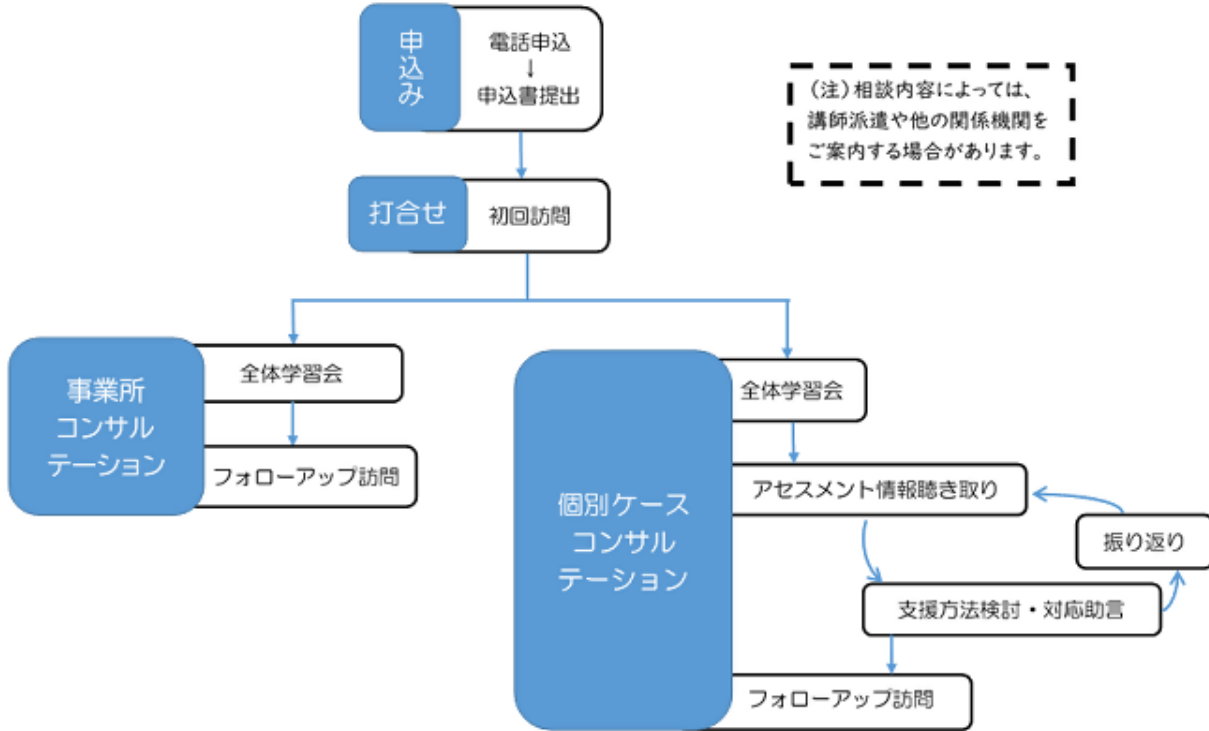 申込み
電話申込
↓
申込書提出
(注)相談内容によっては、
講師派遣や他の関係機関を
ご案内する場合があります。
打合せ
初回訪問
事業所
コンサル
テーション
全体学習会
フォローアップ訪問
個別ケース
コンサル
テーション
全体学習会
アセスメント情報聴き取り
振り返り
支援方法検討・対応助言
フォローアップ訪問